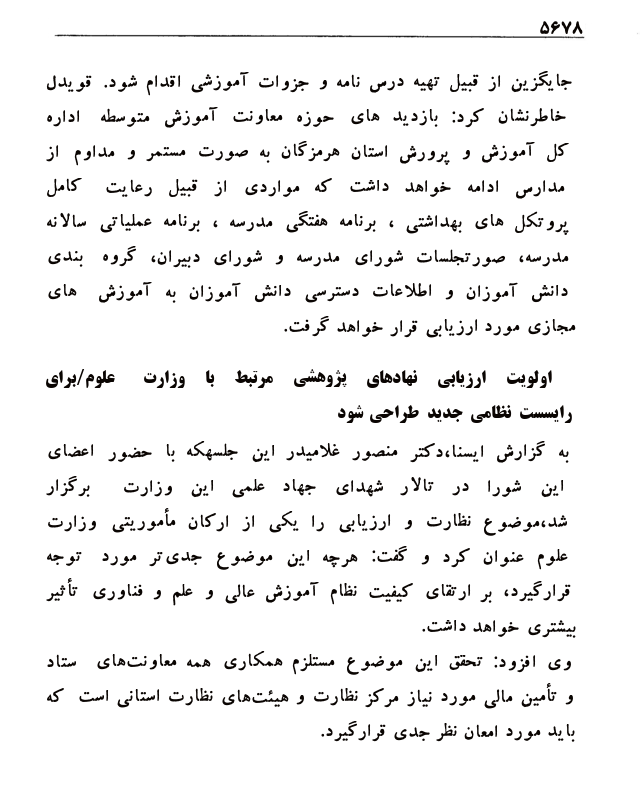 ۵۶۷۸
جایگزین از قبیل تهیه درس نامه و جزوات آموزشی اقدام شود. قویدل
خاطرنشان کرد: بازدید های حوزه معاونت آموزش متوسطه اداره
کل آموزش و پرورش استان هرمزگان به صورت مستمر و مداوم از
مدارس ادامه خواهد داشت که مواردی از قبیل رعایت کامل
پروتکل های بهداشتی ، برنامه هفتگی مدرسه ، برنامه عملیاتی سالانه
مدرسه، صورتجلسات شورای مدرسه و شورای دبیران، گروه بندی
دانش آموزان و اطلاعات دسترسی دانش آموزان به آموزش های
مجازی مورد ارزیابی قرار خواهد گرفت.
اولویت ارزیابی نهادهای پژوهشی مرتبط با وزارت علوم/برای
رایسست نظامی جدید طراحی شود
به گزارش ایسنا،دکتر منصور غلامیدر این جلسهکه با حضور اعضای
این شورا در تالار شهدای جهاد علمی این وزارت برگزار
شد،موضوع نظارت و ارزیابی را یکی از ارکان مأموریتی وزارت
علوم عنوان کرد و گفت: هرچه این موضوع جدی‌تر مورد توجه
قرارگیرد، بر ارتقای کیفیت نظام آموزش عالی و علم و فناوری تأثیر
بیشتری خواهد داشت.
وی افزود: تحقق این موضوع مستلزم همکاری همه معاونت‌های ستاد
و تأمین مالی مورد نیاز مرکز نظارت و هیئت‌های نظارت استانی است که
باید مورد امعان نظر جدی قرارگیرد.